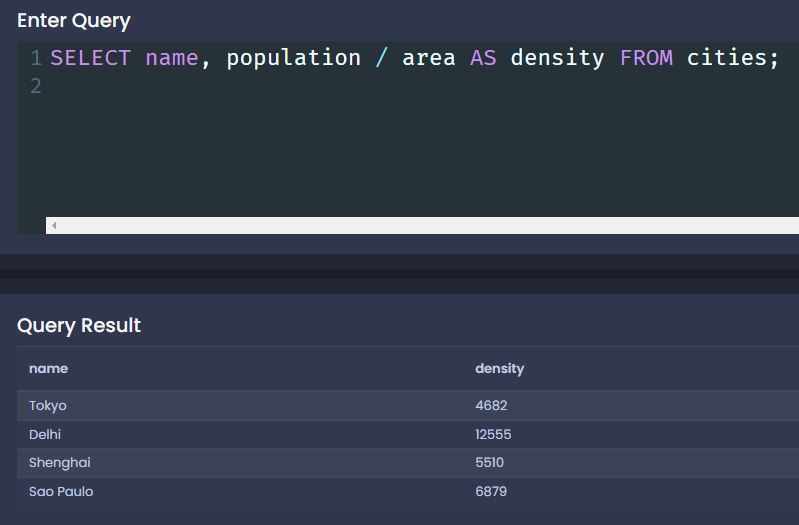 Enter Query
1 SELECT name, population / area AS density FROM cities;
2
Query Result
name density
Tokyo 4682
Delhi 12555
Shenghai 5510
Sao Paulo 6879